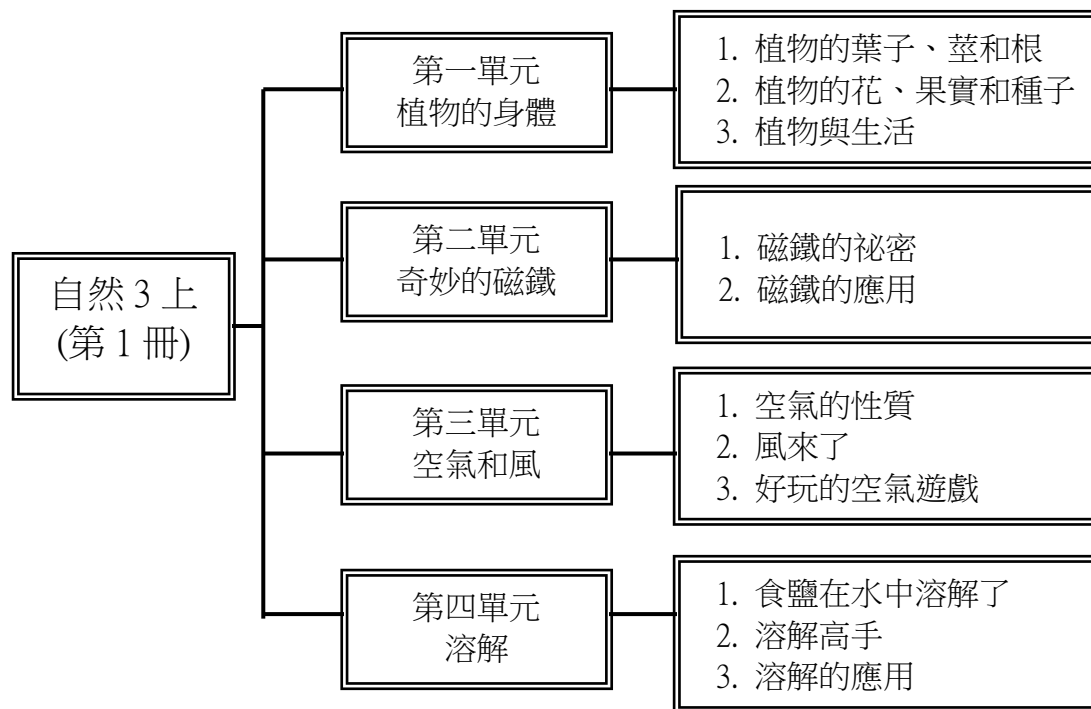 自然 3 上
(第 1 冊)
第一單元
植物的身體
1. 植物的葉子、莖和根
2. 植物的花、果實和種子
3. 植物與生活
第二單元
奇妙的磁鐵
1. 磁鐵的祕密
2. 磁鐵的應用
第三單元
空氣和風
1. 空氣的性質
2. 風來了
3. 好玩的空氣遊戲
第四單元
溶解
1. 食鹽在水中溶解了
2. 溶解高手
3. 溶解的應用